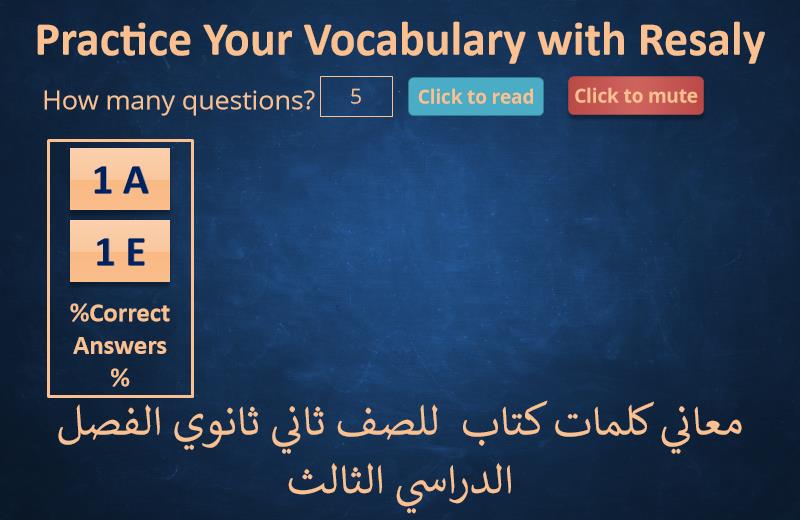 Practice Your Vocabulary with Resaly
How many questions? 5 Click to read Click to mute
1 A
1 E
%Correct
Answers
%
معاني كلمات كتاب  للصف ثاني ثانوي الفصل
الدراسي الثالث